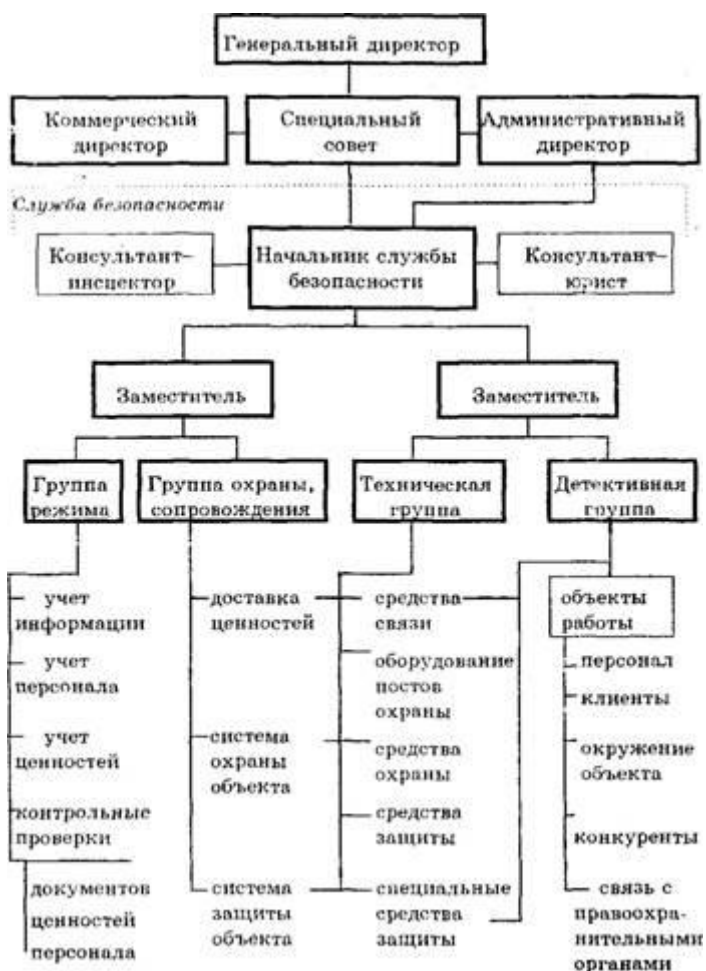 Генеральный директор
Коммерческий
директор
Специальный
совет
Административный
директор
Служба безопасности
Консультант-
инспектор
Начальник службы
безопасности
Консультант-
юрист
Заместитель
Заместитель
Группа
режима
Группа охраны,
сопровождения
Техническая
группа
Детективная
группа
учет
информации
учет
персонала
учет
ценностей
контрольные
проверки
документов
ценностей
персонала
доставка
ценностей
система
охраны
объекта
система
защиты
объекта
средства
связи
оборудование
постов
охраны
средства
охраны
средства
защиты
специальные
средства
защиты
объекты
работы
персонал
клиенты
окружение
объекта
конкуренты
связь с
правоохра-
нительными
органами